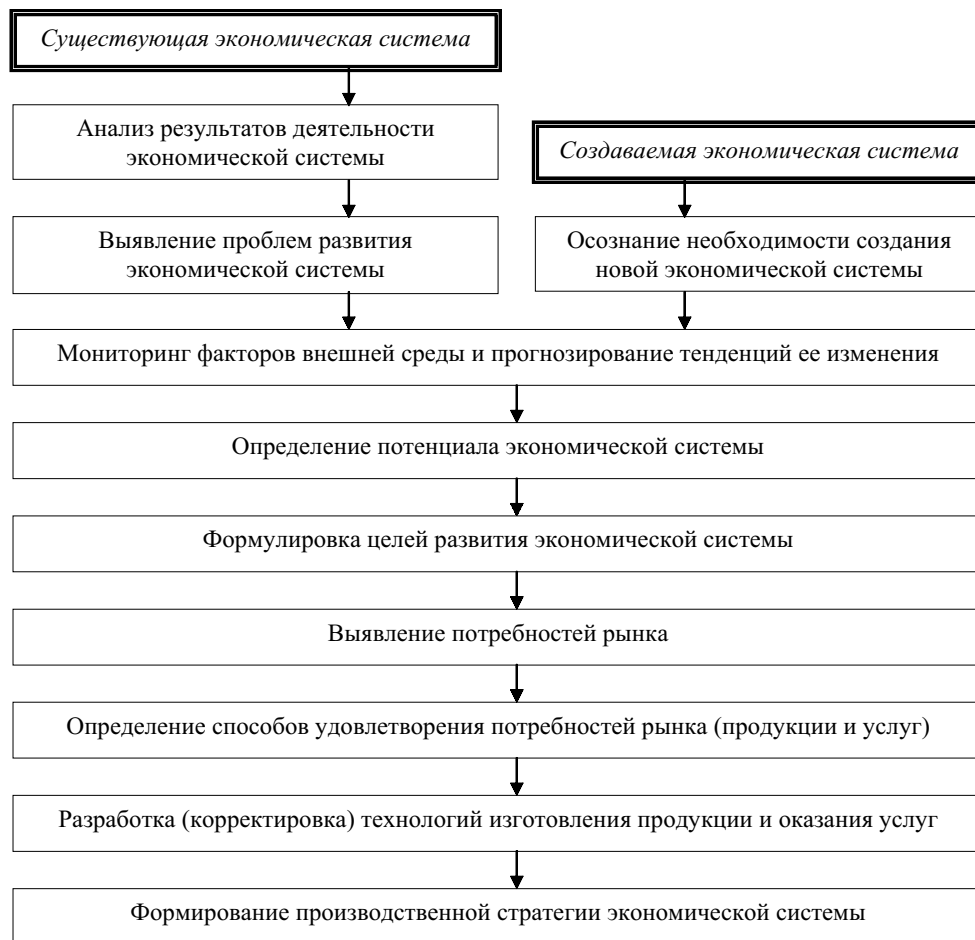 Существующая экономическая система
Анализ результатов деятельности
экономической системы
Создаваемая экономическая система
Выявление проблем развития
экономической системы
Осознание необходимости создания
новой экономической системы
Мониторинг факторов внешней среды и прогнозирование тенденций ее изменения
Определение потенциала экономической системы
Формулировка целей развития экономической системы
Выявление потребностей рынка
Определение способов удовлетворения потребностей рынка (продукции и услуг)
Разработка (корректировка) технологий изготовления продукции и оказания услуг
Формирование производственной стратегии экономической системы